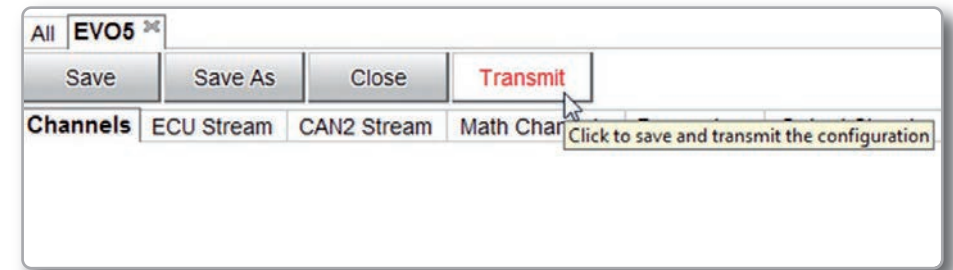 All EVO5
Save Save As Close Transmit
Channels ECU Stream CAN2 Stream Math
Click to save and transmit the configuration